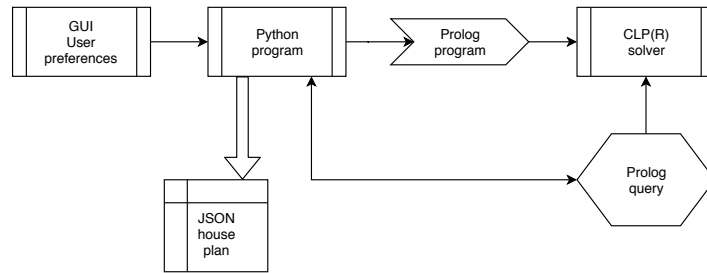 GUI
User
preferences
Python
program
Prolog
program
CLP(R)
solver
Prolog
query
JSON
house
plan